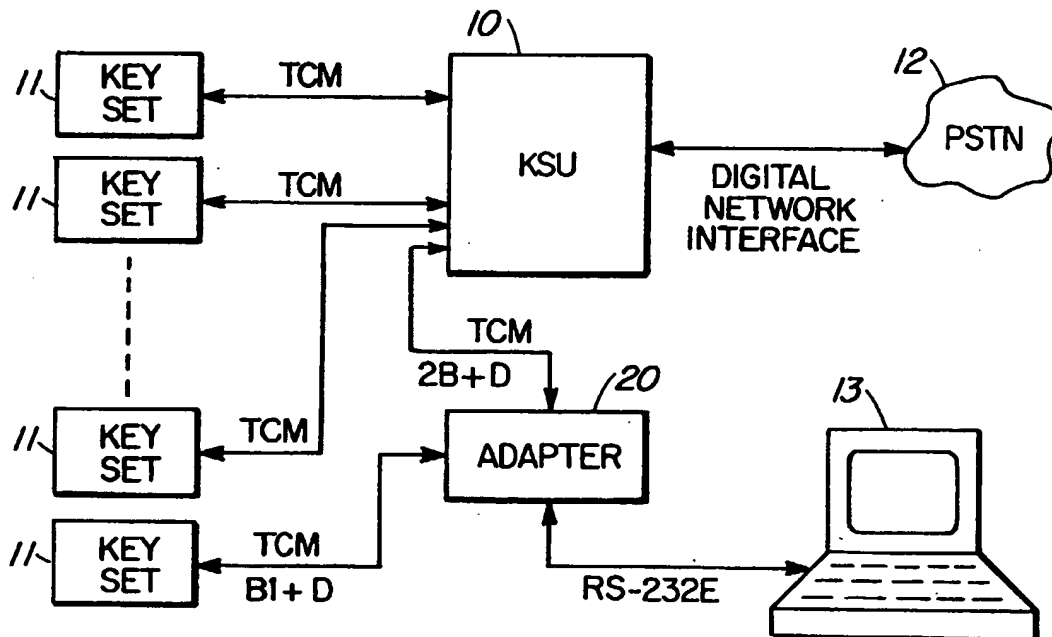 10
12
11 KEY SET
TCM
KSU
PSTN
11 KEY SET
TCM
DIGITAL
NETWORK
INTERFACE
TCM
2B+D
20
13
11 KEY SET
TCM
ADAPTER
11 KEY SET
TCM
B1+D
RS-232E